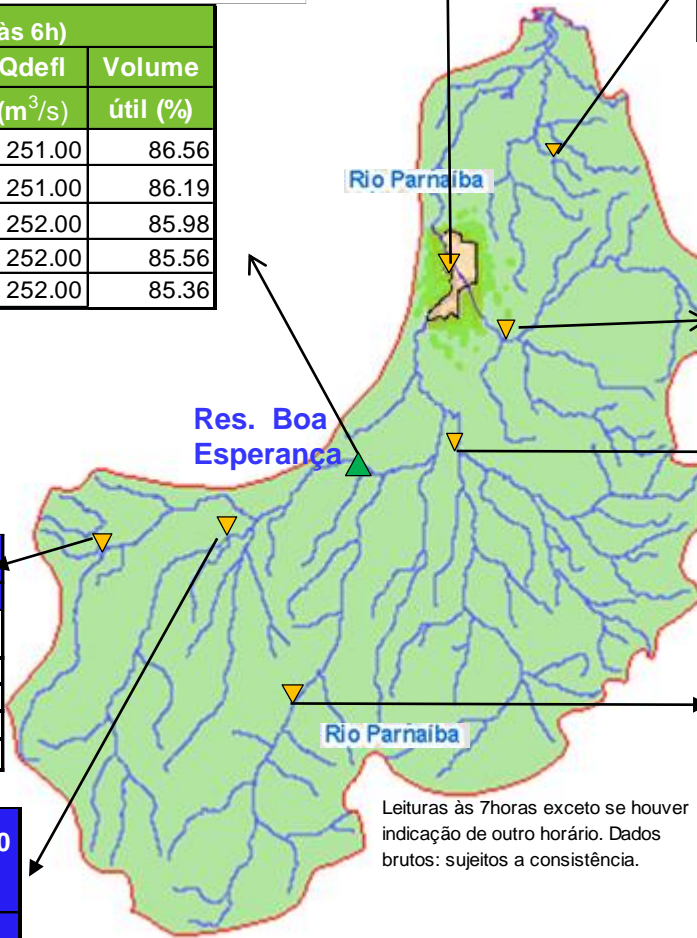 às 6h)
Qdefl Volume
(m³/s) útil (%)
251.00 86.56
251.00 86.19
252.00 85.98
252.00 85.56
252.00 85.36
Rio Parnaíba
Res. Boa
Esperança
Rio Parnaíba
Leituras às 7horas exceto se houver
indicação de outro horário. Dados
brutos: sujeitos a consistência.
0